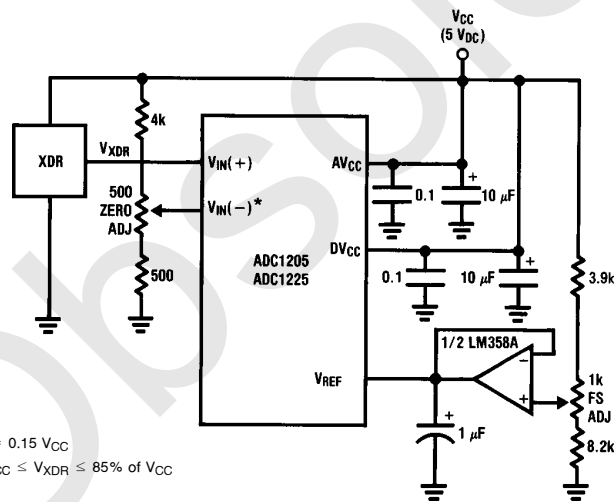 VCC
(5 VDC)
4k
XDR
VXDR
VIN(+)
AVCC
0.1
10 µF
500
ZERO
ADJ
VIN(−)*
DVCC
500
ADC1205
ADC1225
0.1
10 µF
3.9k
1/2 LM358A
VREF
−
+
1k
FS
ADJ
1 µF
8.2k
0.15 VCC
CC ≤ VXDR ≤ 85% of VCC